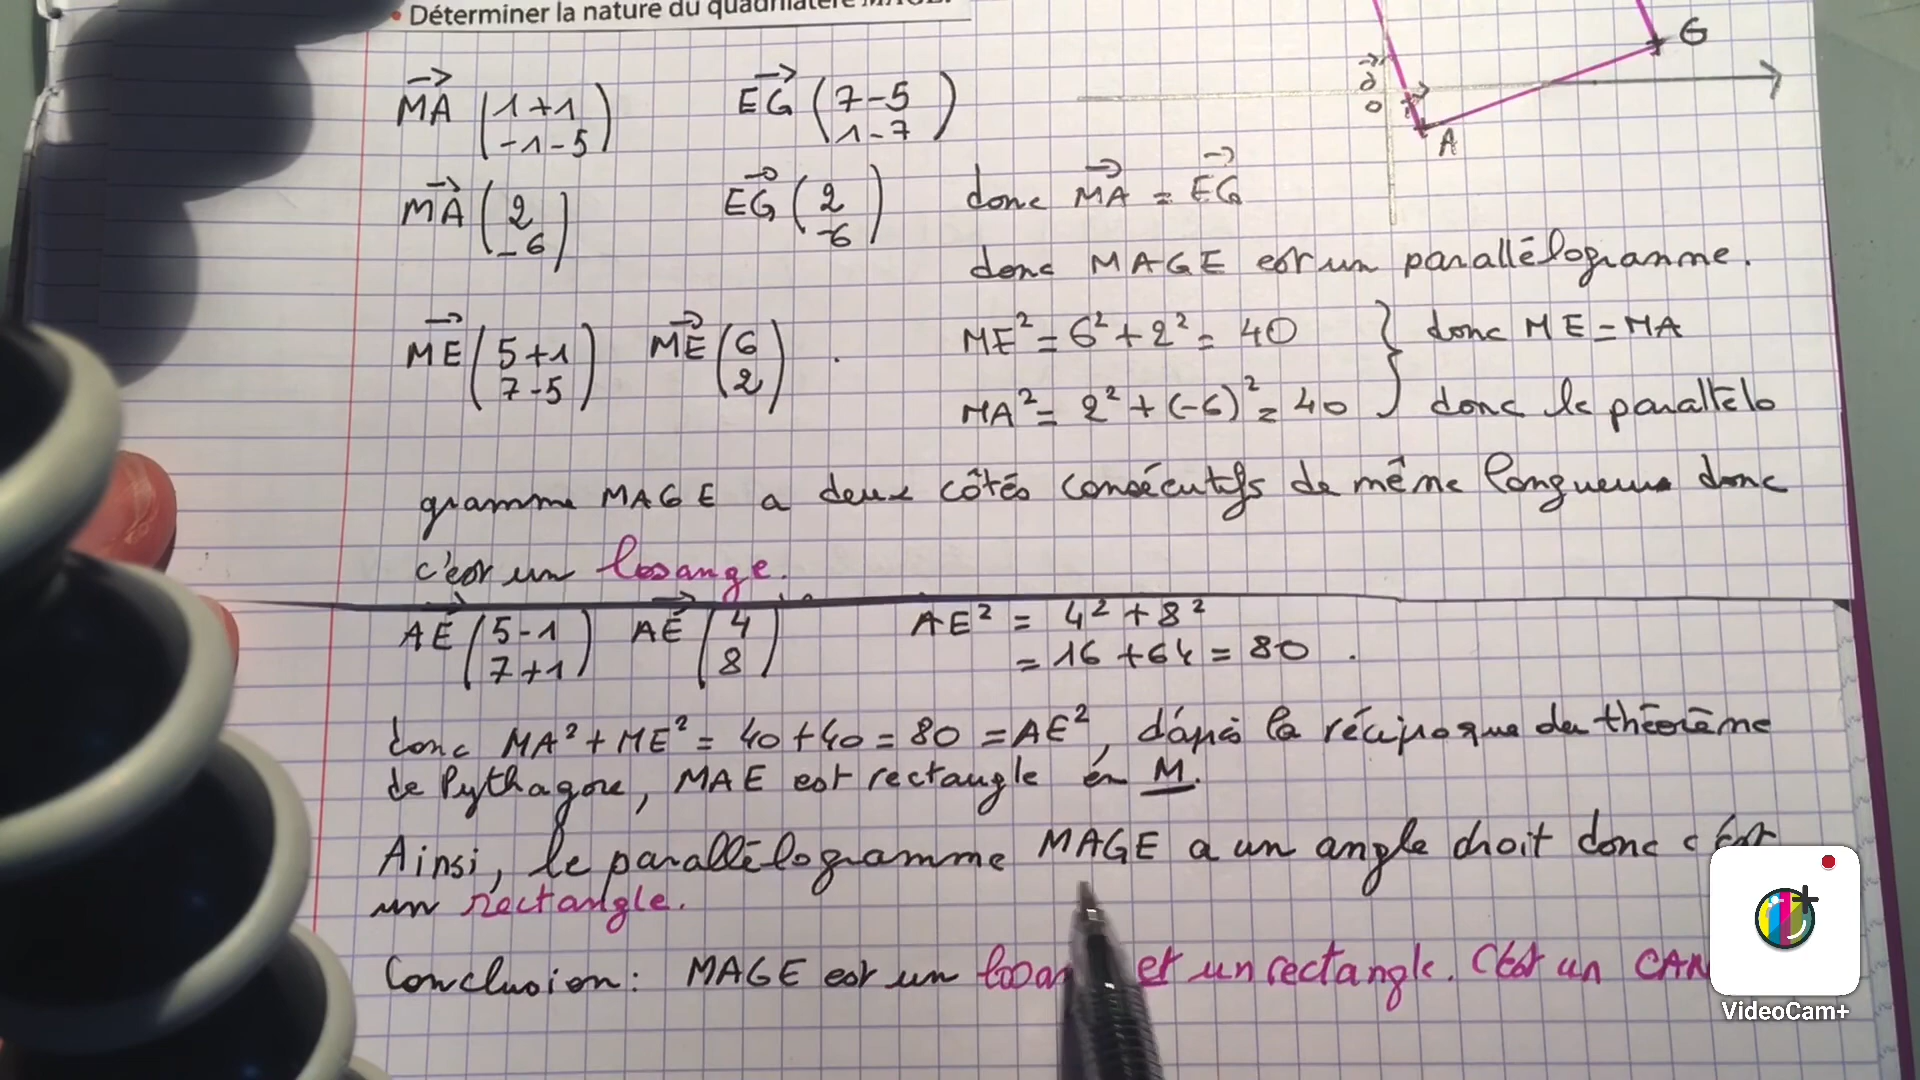 • Déterminer la nature du quadrilatère MAGE.
G
j
o i
A
MA (1+1 -1-5) EG (7-5 1-7)
MA (2 -6) EG (2 -6) donc MA = EG
donc MAGE est un parallélogramme.
ME (5+1 7-5) ME (6 2) . ME² = 6² + 2² = 40 } donc ME = MA
MA² = 2² + (-6)² = 40 donc le parallélo
gramme MAGE a deux côtés consécutifs de même longueur donc
c'est un losange.
AE (5-1 7+1) AE (4 8) AE² = 4² + 8²
= 16 + 64 = 80 .
donc MA² + ME² = 40 + 40 = 80 = AE², d'après la réciproque du théorème
de Pythagore, MAE est rectangle en M.
Ainsi, le parallélogramme MAGE a un angle droit donc c'est
un rectangle.
Conclusion : MAGE est un et un rectangle. C'est un
VideoCam+